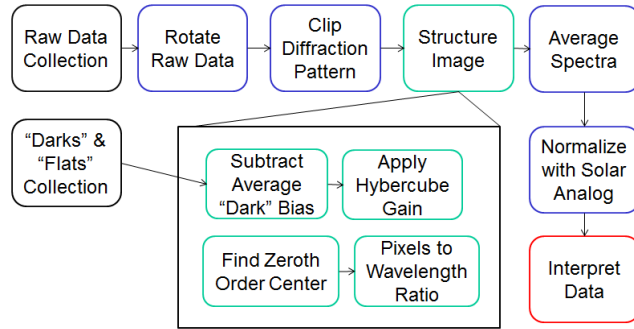 Raw Data
Collection
Rotate
Raw Data
Clip
Diffraction
Pattern
Structure
Image
Average
Spectra
"Darks" &
"Flats"
Collection
Subtract
Average
"Dark" Bias
Apply
Hybercube
Gain
Normalize
with Solar
Analog
Find Zeroth
Order Center
Pixels to
Wavelength
Ratio
Interpret
Data